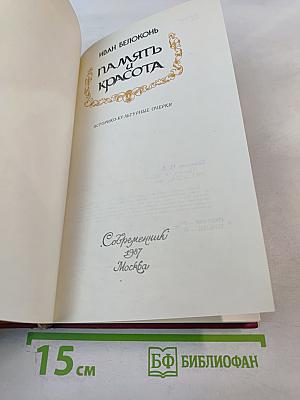 ИВАН БЕЛОКОНЬ
ПАМЯТЬ
и
КРАСОТА
ИСТОРИКО-КУЛЬТУРНЫЕ ОЧЕРКИ
Современник
1987
Москва
15 см
БФ БИБЛИОФАН